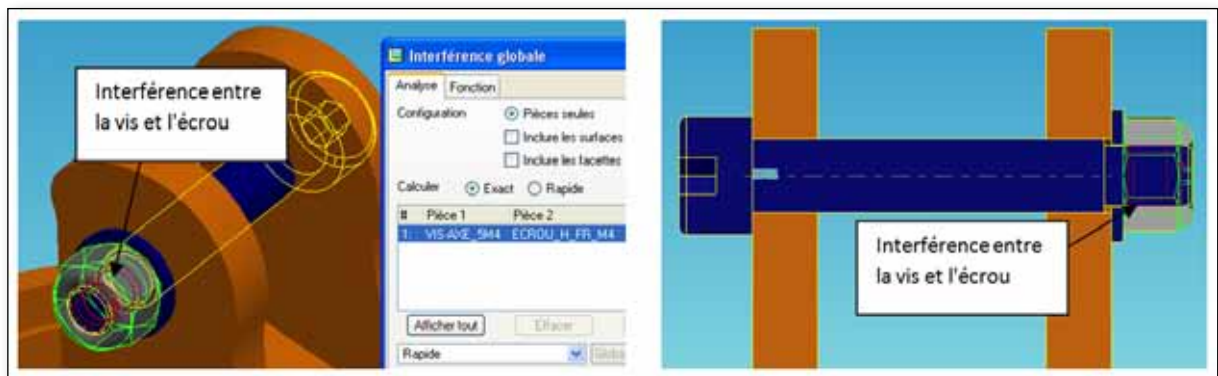 Interférence entre
la vis et l'écrou
Interférence globale
Analyse Fonction
Configuration Pièces seules
Inclure les surfaces
Inclure les facettes
Calculer Exact Rapide
# Pièce 1 Pièce 2
1: VIS-AXE_5M4 ECROU_H_FR_M4
Afficher tout Effacer
Rapide
Interférence entre
la vis et l'écrou